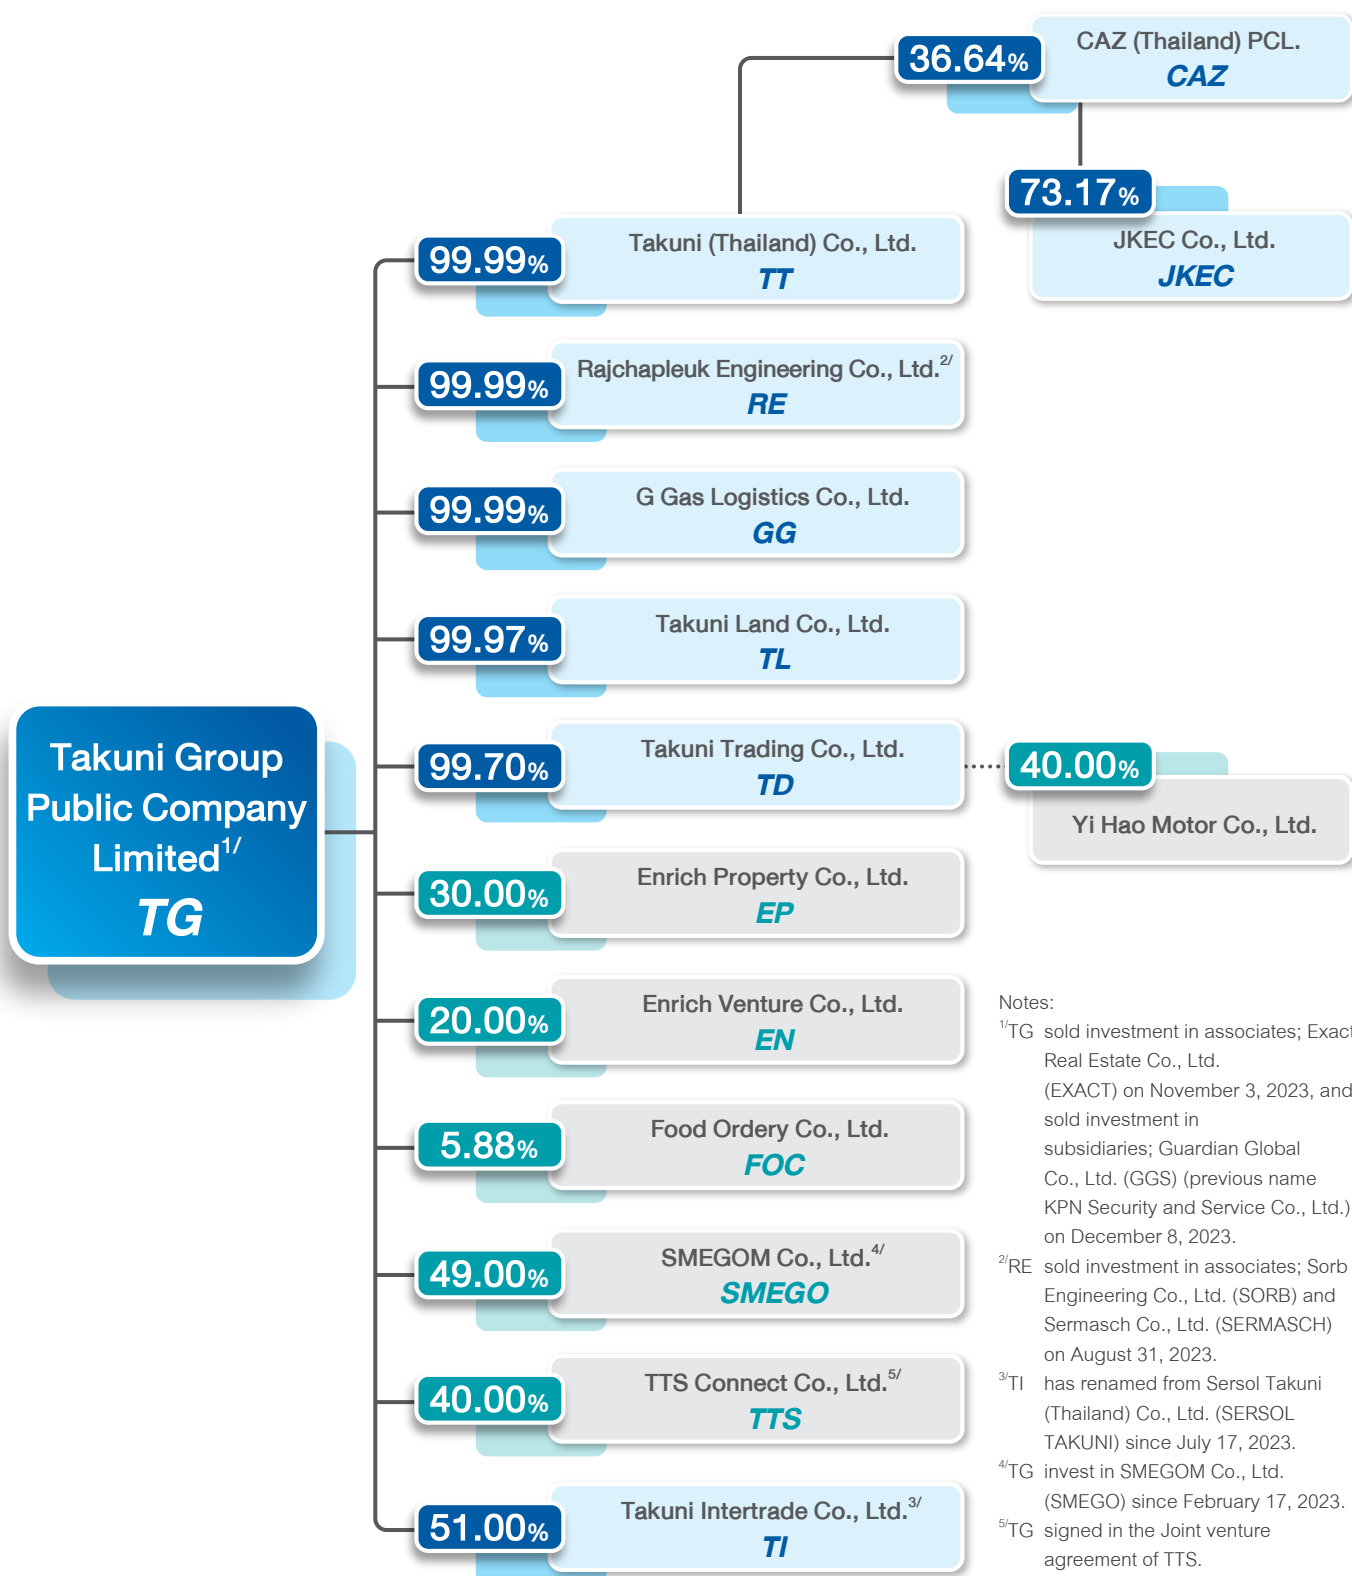 36.64%
CAZ (Thailand) PCL.
CAZ
73.17%
JKEC Co., Ltd.
JKEC
99.99%
Takuni (Thailand) Co., Ltd.
TT
99.99%
Rajchapleuk Engineering Co., Ltd.2/
RE
99.99%
G Gas Logistics Co., Ltd.
GG
99.97%
Takuni Land Co., Ltd.
TL
Takuni Group
Public Company
Limited1/
TG
99.70%
Takuni Trading Co., Ltd.
TD
40.00%
Yi Hao Motor Co., Ltd.
30.00%
Enrich Property Co., Ltd.
EP
20.00%
Enrich Venture Co., Ltd.
EN
5.88%
Food Ordery Co., Ltd.
FOC
49.00%
SMEGOM Co., Ltd.4/
SMEGO
40.00%
TTS Connect Co., Ltd.5/
TTS
51.00%
Takuni Intertrade Co., Ltd.3/
TI
Notes:
1/TG sold investment in associates; Exact
Real Estate Co., Ltd.
(EXACT) on November 3, 2023, and
sold investment in
subsidiaries; Guardian Global
Co., Ltd. (GGS) (previous name
KPN Security and Service Co., Ltd.)
on December 8, 2023.
2/RE sold investment in associates; Sorb
Engineering Co., Ltd. (SORB) and
Sermasch Co., Ltd. (SERMASCH)
on August 31, 2023.
3/TI has renamed from Sersol Takuni
(Thailand) Co., Ltd. (SERSOL
TAKUNI) since July 17, 2023.
4/TG invest in SMEGOM Co., Ltd.
(SMEGO) since February 17, 2023.
5/TG signed in the Joint venture
agreement of TTS.